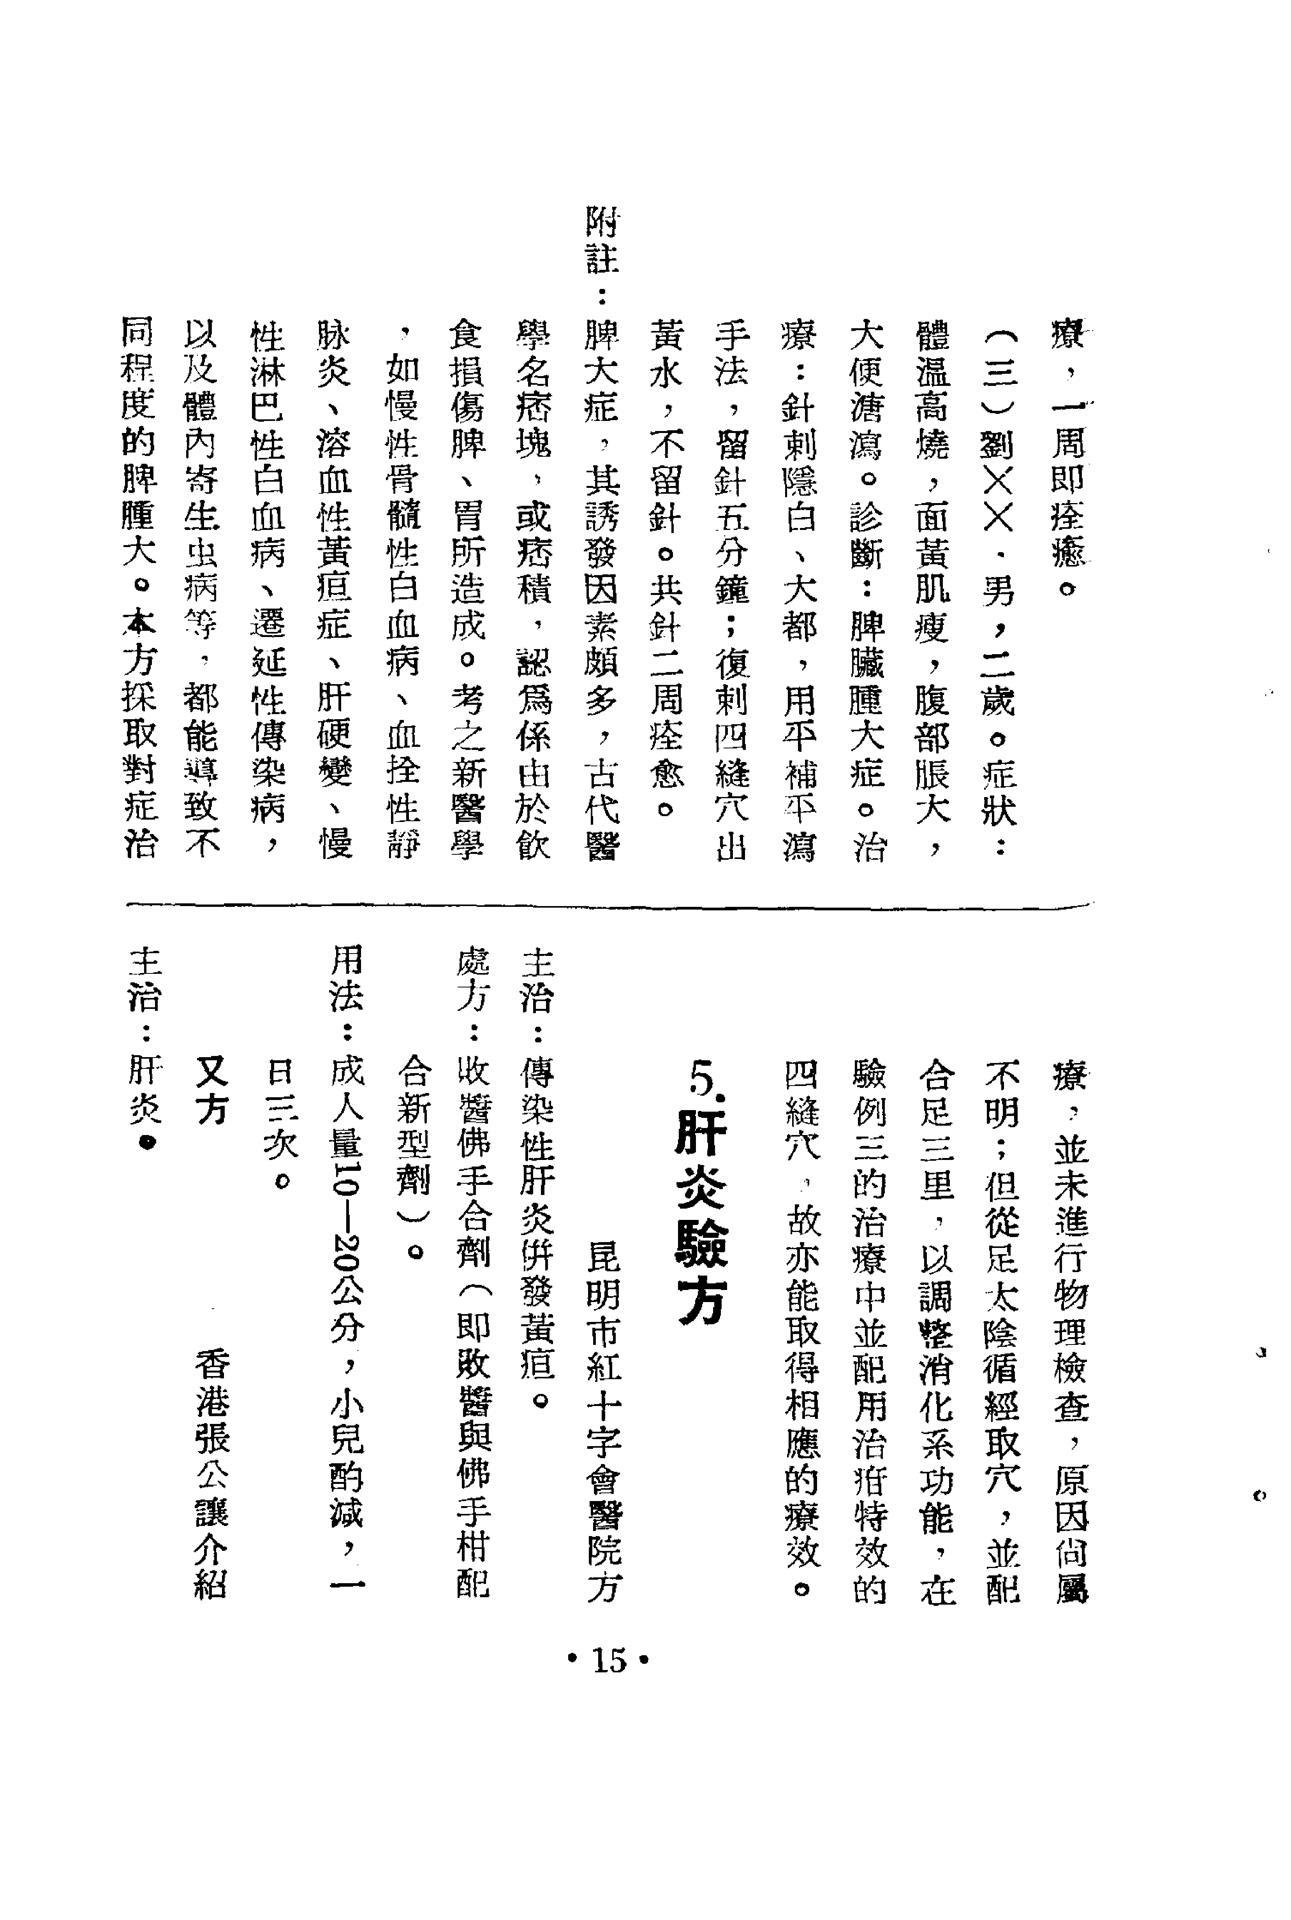 療，一周即痊癒。
（三）劉××．男，二歲。症狀：
體温高燒，面黃肌瘦，腹部脹大，
大便溏瀉。診斷：脾臟腫大症。治
療：針刺隱白、大都，用平補平瀉
手法，留針五分鐘；復刺四縫穴出
黃水，不留針。共針二周痊愈。
附註：脾大症，其誘發因素頗多，古代醫
學名痞塊，或痞積，認爲係由於飲
食損傷脾、胃所造成。考之新醫學
，如慢性骨髓性白血病、血拴性靜
脉炎、溶血性黃疸症、肝硬變、慢
性淋巴性白血病、遷延性傳染病，
以及體內寄生虫病等，都能導致不
同程度的脾腫大。本方採取對症治
療，並未進行物理檢查，原因尙屬
不明；但從足太陰循經取穴，並配
合足三里，以調整消化系功能，在
驗例三的治療中並配用治疳特效的
四縫穴，故亦能取得相應的療效。
5.肝炎驗方
昆明市紅十字會醫院方
主治：傳染性肝炎併發黃疸。
處方：收醬佛手合劑（即敗醬與佛手柑配
合新型劑）。
用法：成人量10—20公分，小兒酌減，一
日三次。
又方　香港張公讓介紹
主治：肝炎。
•15•